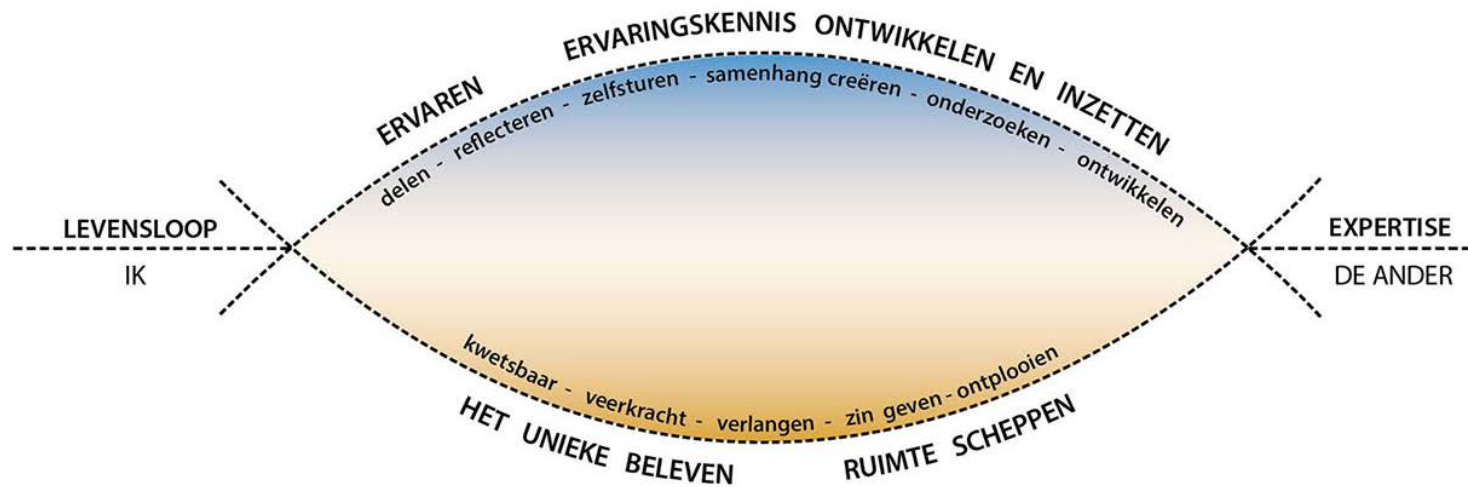 ERVAREN
ERVARINGSKENNIS ONTWIKKELEN EN INZETTEN
delen - reflecteren - zelfsturen - samenhang creëren - onderzoeken - ontwikkelen
LEVENSLOOP
IK
EXPERTISE
DE ANDER
kwetsbaar - veerkracht - verlangen - zin geven - ontplooien
HET UNIEKE BELEVEN
RUIMTE SCHEPPEN